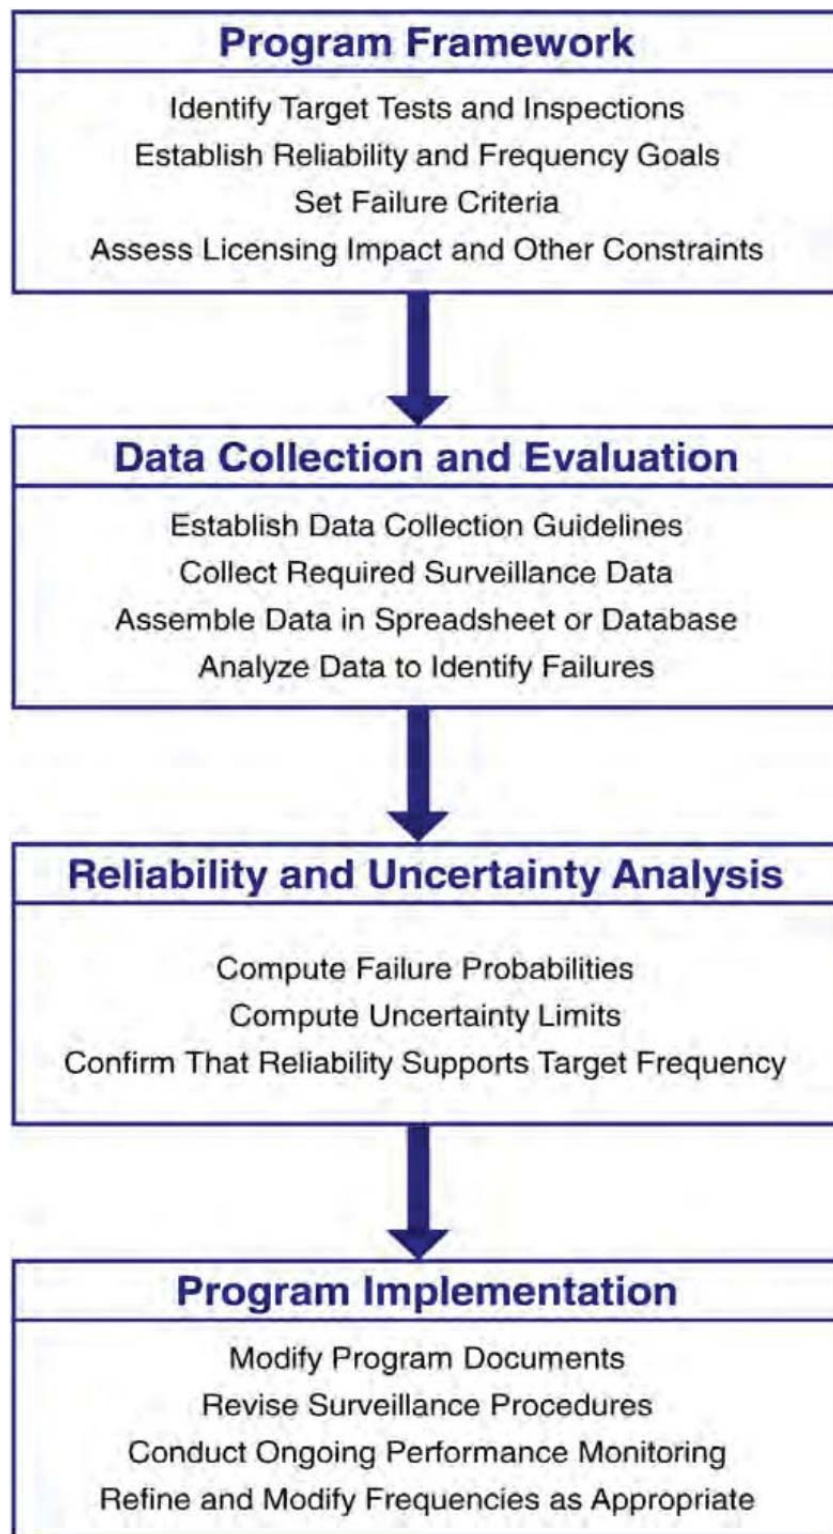 Program Framework
Identify Target Tests and Inspections
Establish Reliability and Frequency Goals
Set Failure Criteria
Assess Licensing Impact and Other Constraints
Data Collection and Evaluation
Establish Data Collection Guidelines
Collect Required Surveillance Data
Assemble Data in Spreadsheet or Database
Analyze Data to Identify Failures
Reliability and Uncertainty Analysis
Compute Failure Probabilities
Compute Uncertainty Limits
Confirm That Reliability Supports Target Frequency
Program Implementation
Modify Program Documents
Revise Surveillance Procedures
Conduct Ongoing Performance Monitoring
Refine and Modify Frequencies as Appropriate